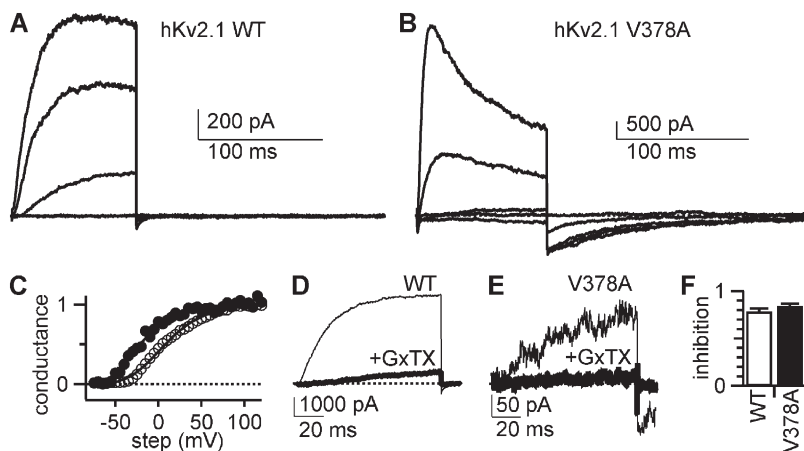 A
hKv2.1 WT
200 pA
100 ms
B
hKv2.1 V378A
500 pA
100 ms
C
conductance
1
0
-50 0 50 100
step (mV)
D
WT
+GxTX
1000 pA
20 ms
E
V378A
+GxTX
50 pA
20 ms
F
inhibition
1
0
WT
V378A